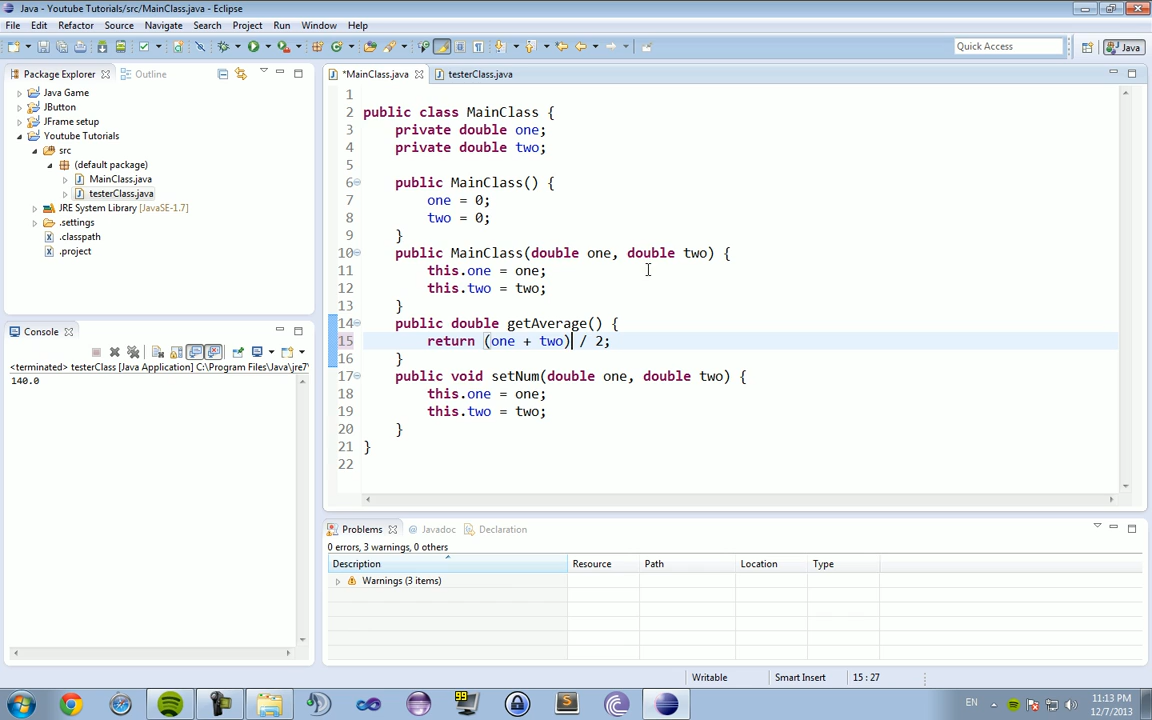 Java - Youtube Tutorials/src/MainClass.java - Eclipse
File Edit Refactor Source Navigate Search Project Run Window Help
Quick Access
Java
Package Explorer
Outline
Java Game
JButton
JFrame setup
Youtube Tutorials
src
(default package)
MainClass.java
testerClass.java
JRE System Library [JavaSE-1.7]
.settings
.classpath
.project
Console
<terminated> testerClass [Java Application] C:\Program Files\Java\jre7
140.0
*MainClass.java
testerClass.java
1
2 public class MainClass {
3 private double one;
4 private double two;
5
6 public MainClass() {
7 one = 0;
8 two = 0;
9 }
10 public MainClass(double one, double two) {
11 this.one = one;
12 this.two = two;
13 }
14 public double getAverage() {
15 return (one + two) / 2;
16 }
17 public void setNum(double one, double two) {
18 this.one = one;
19 this.two = two;
20 }
21 }
22
Problems
Javadoc
Declaration
0 errors, 3 warnings, 0 others
Description Resource Path Location Type
Warnings (3 items)
Writable Smart Insert 15 : 27
99
EN
11:13 PM
12/7/2013